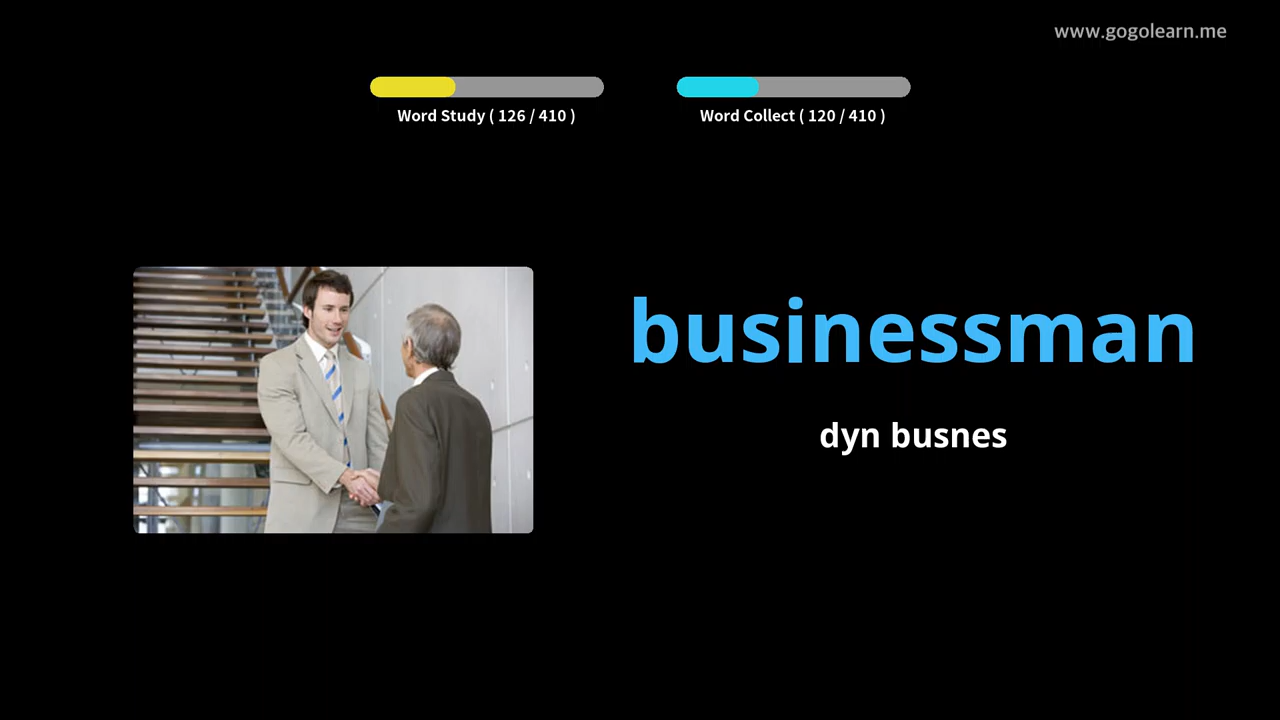 www.gogolearn.me
Word Study ( 126 / 410 )
Word Collect ( 120 / 410 )
businessman
dyn busnes